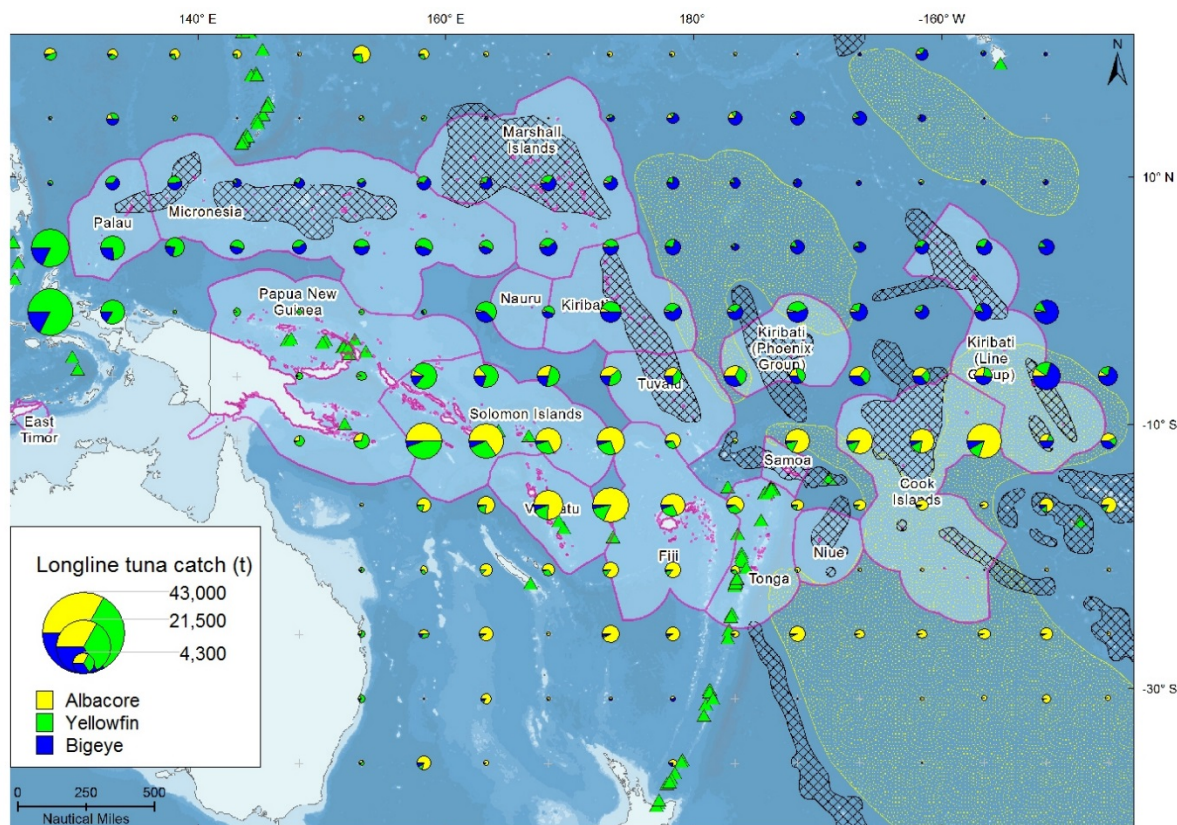 140° E 160° E 180° -160° W
N
Marshall
Islands
10° N
Palau
Micronesia
Papua New
Guinea
Nauru
Kiribati
Kiribati
(Phoenix
Group)
Kiribati
(Line
Group)
Tuvalu
Solomon Islands
East
Timor
-10° S
Samoa
Cook
Islands
Vanuatu
Fiji
Niue
Tonga
Longline tuna catch (t)
43,000
21,500
4,300
Albacore
Yellowfin
Bigeye
-30° S
0 250 500
Nautical Miles